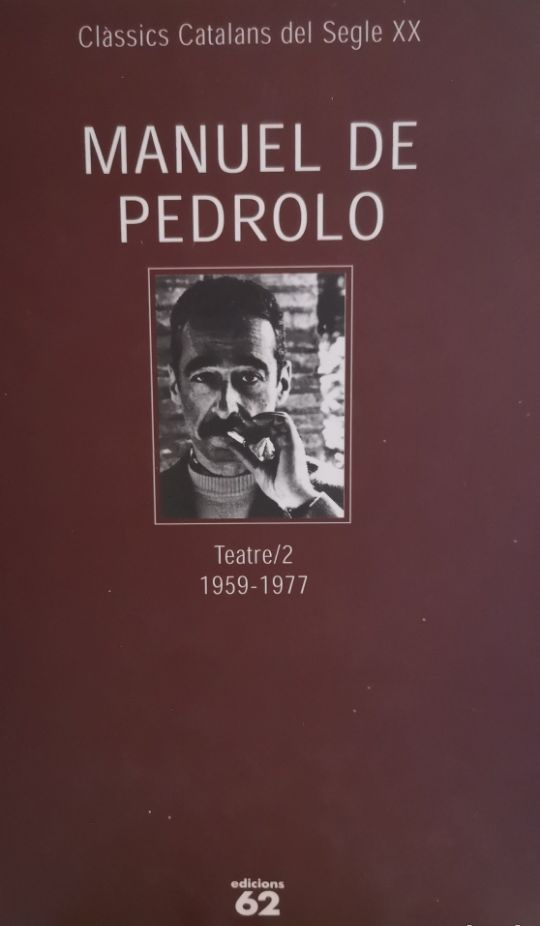 Clàssics Catalans del Segle XX
MANUEL DE
PEDROLO
Teatre/2
1959-1977
edicions
62